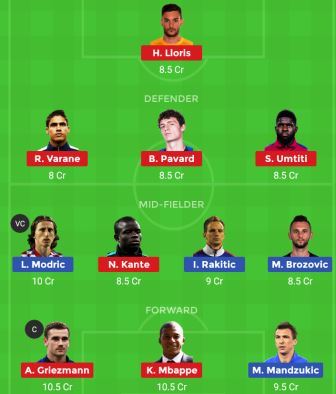 H. Lloris
8.5 Cr
DEFENDER
R. Varane B. Pavard S. Umtiti
8 Cr 8.5 Cr 8.5 Cr
MID-FIELDER
VC
L. Modric N. Kante I. Rakitic M. Brozovic
10 Cr 8.5 Cr 9 Cr 8.5 Cr
FORWARD
C
A. Griezmann K. Mbappe M. Mandzukic
10.5 Cr 10.5 Cr 9.5 Cr